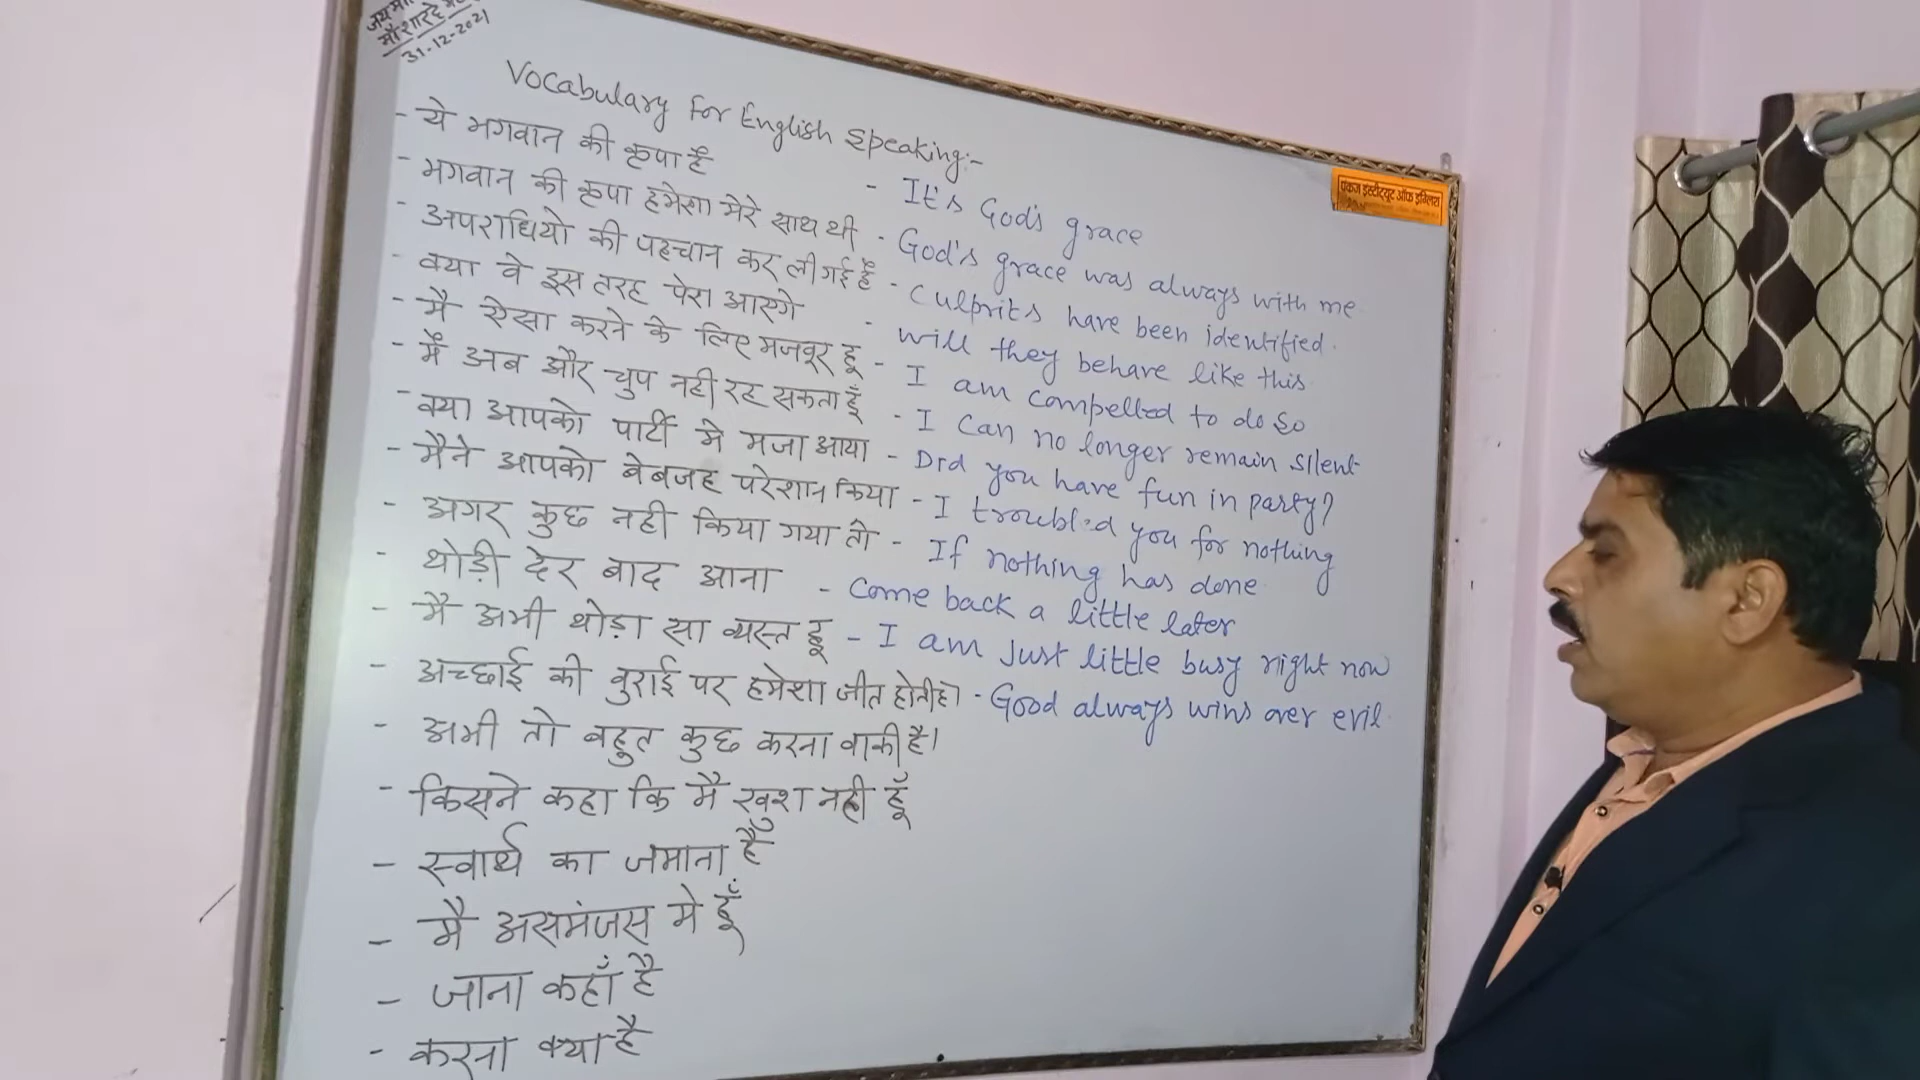 माँ शारदे
31-12-2021
Vocabulary For English Speaking:-
पंकज इंस्टीट्यूट ऑफ इंग्लिश
- ये भगवान की कृपा है - It's God's grace
- भगवान की कृपा हमेशा मेरे साथ थी - God's grace was always with me
- अपराधियो की पहचान कर ली गई है - Culprits have been identified.
- क्या वे इस तरह पेश आएगे - will they behave like this
- मै ऐसा करने के लिए मजबूर हू - I am compelled to do so
- मैं अब और चुप नही रह सकता हूँ - I can no longer remain silent
- क्या आपको पार्टी मे मजा आया - Did you have fun in party?
- मैने आपको बेबजह परेशान किया - I troubled you for nothing
- अगर कुछ नही किया गया तो - If nothing has done
- थोड़ी देर बाद आना - Come back a little later
- मै अभी थोड़ा सा व्यस्त हू - I am just little busy right now
- अच्छाई की बुराई पर हमेशा जीत होती है। - Good always wins over evil.
- अभी तो बहुत कुछ करना बाकी है।
- किसने कहा कि मै खुश नही हूँ
- स्वार्थ का जमाना है
- मै असमंजस मे हूँ
- जाना कहाँ है
- करना क्या है